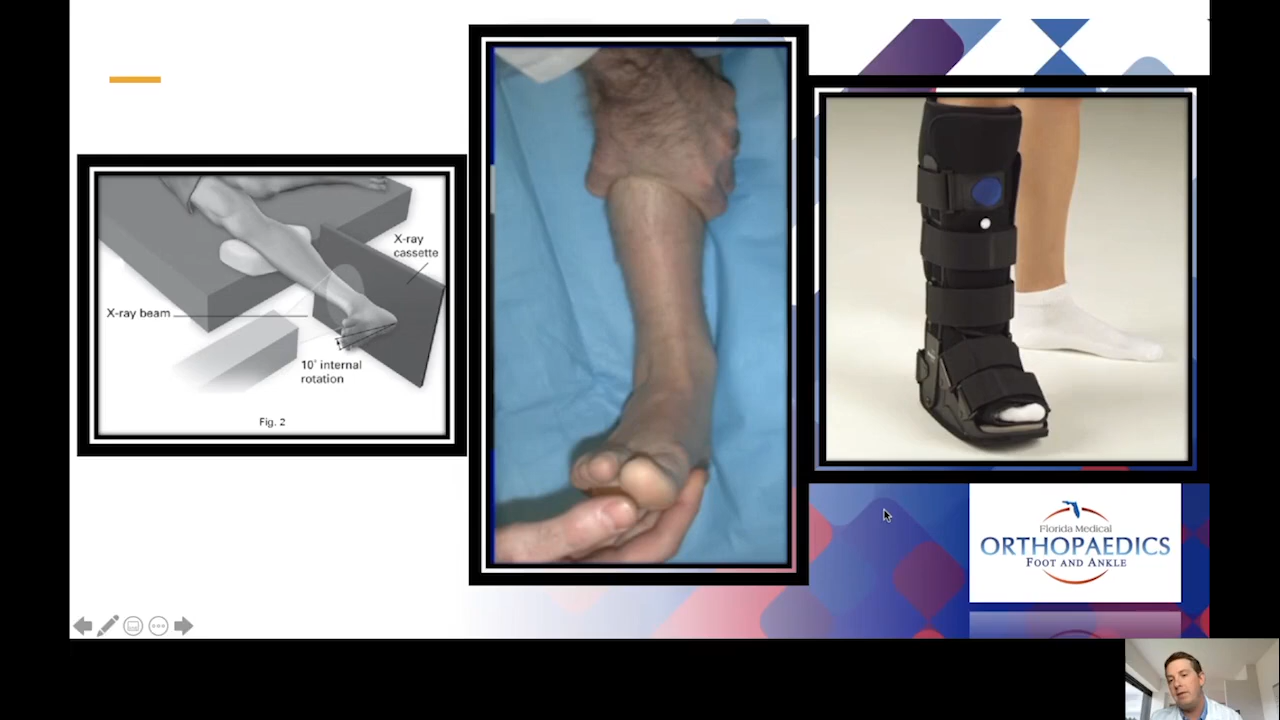 X-ray
cassette
X-ray beam
10° internal
rotation
Fig. 2
Florida Medical
ORTHOPAEDICS
FOOT AND ANKLE